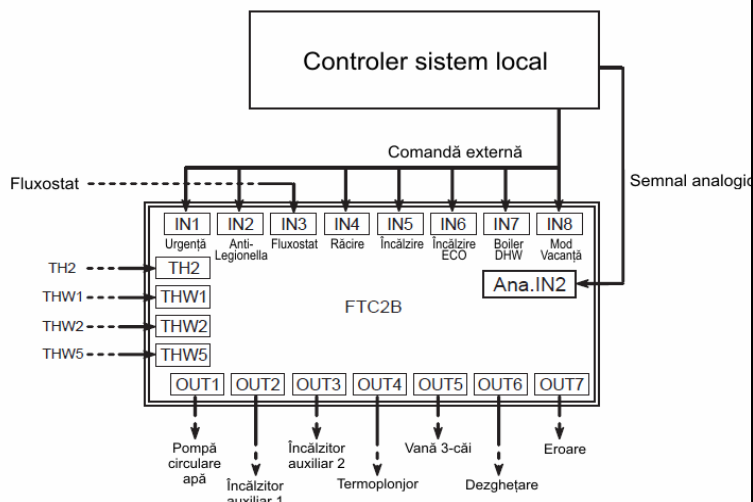 Controler sistem local
Comandă externă
Fluxostat
Semnal analogic
IN1 IN2 IN3 IN4 IN5 IN6 IN7 IN8
Urgență
Anti-
Legionella
Fluxostat
Răcire
Încălzire
Încălzire
ECO
Boiler
DHW
Mod
Vacanță
TH2 TH2
Ana.IN2
THW1 THW1
FTC2B
THW2 THW2
THW5 THW5
OUT1 OUT2 OUT3 OUT4 OUT5 OUT6 OUT7
Pompă
circulare
apă
Încălzitor
auxiliar 1
Încălzitor
auxiliar 2
Termoplonjor
Vană 3-căi
Dezghețare
Eroare